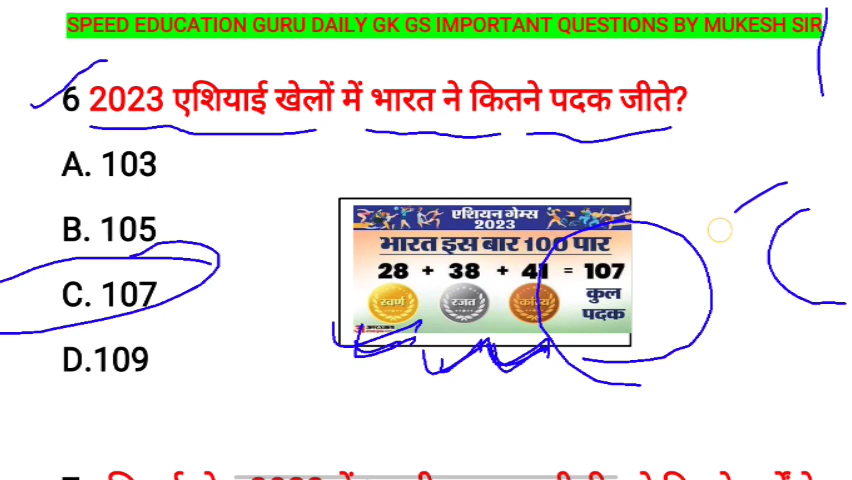 SPEED EDUCATION GURU DAILY GK GS IMPORTANT QUESTIONS BY MUKESH SIR
6 2023 एशियाई खेलों में भारत ने कितने पदक जीते?
A. 103
B. 105
C. 107
D.109
एशियन गेम्स
2023
भारत इस बार 100 पार
28 + 38 + 41 = 107
स्वर्ण रजत कांस्य कुल
पदक